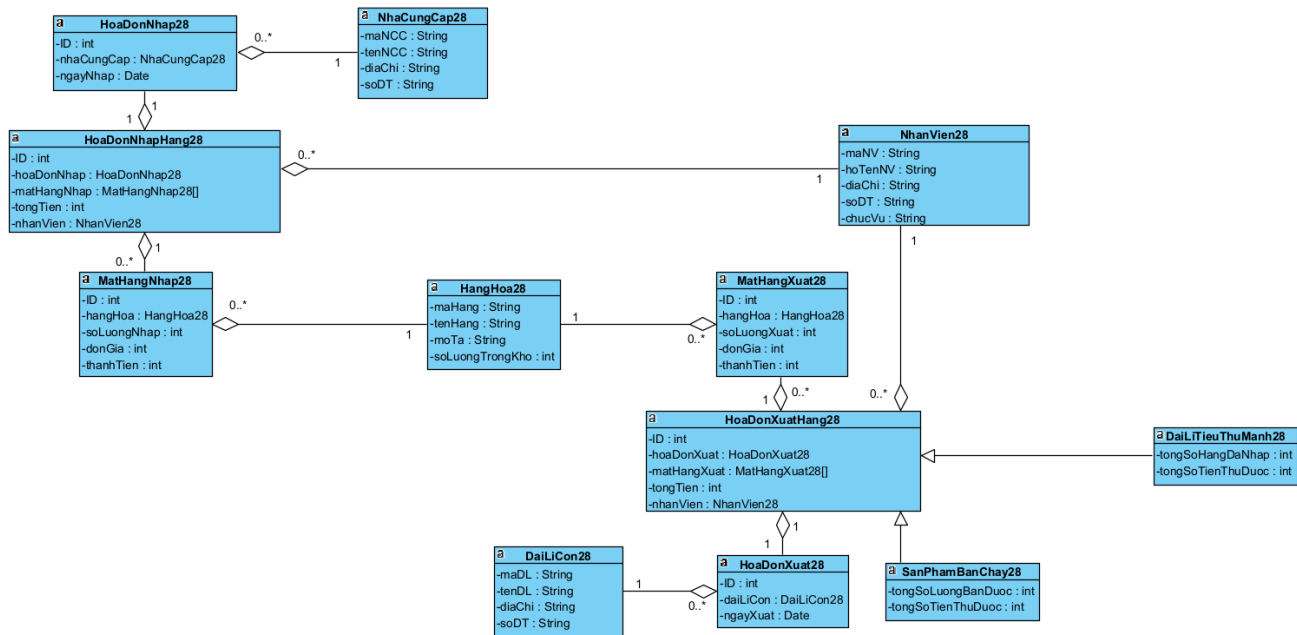 HoaDonNhap28
-ID : int
-nhaCungCap : NhaCungCap28
-ngayNhap : Date
0..*
1
NhaCungCap28
-maNCC : String
-tenNCC : String
-diaChi : String
-soDT : String
1
1
HoaDonNhapHang28
-ID : int
-hoaDonNhap : HoaDonNhap28
-matHangNhap : MatHangNhap28[]
-tongTien : int
-nhanVien : NhanVien28
0..*
1
NhanVien28
-maNV : String
-hoTenNV : String
-diaChi : String
-soDT : String
-chucVu : String
1
0..*
1
0..*
MatHangNhap28
-ID : int
-hangHoa : HangHoa28
-soLuongNhap : int
-donGia : int
-thanhTien : int
0..*
1
HangHoa28
-maHang : String
-tenHang : String
-moTa : String
-soLuongTrongKho : int
1
0..*
MatHangXuat28
-ID : int
-hangHoa : HangHoa28
-soLuongXuat : int
-donGia : int
-thanhTien : int
0..*
1
HoaDonXuatHang28
-ID : int
-hoaDonXuat : HoaDonXuat28
-matHangXuat : MatHangXuat28[]
-tongTien : int
-nhanVien : NhanVien28
DaiLiTieuThuManh28
-tongSoHangDaNhap : int
-tongSoTienThuDuoc : int
1
1
DaiLiCon28
-maDL : String
-tenDL : String
-diaChi : String
-soDT : String
1
0..*
HoaDonXuat28
-ID : int
-daiLiCon : DaiLiCon28
-ngayXuat : Date
SanPhamBanChay28
-tongSoLuongBanDuoc : int
-tongSoTienThuDuoc : int